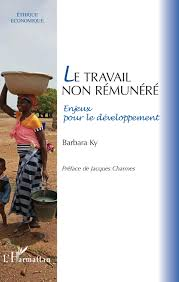 ÉTHIQUE
ÉCONOMIQUE
LE TRAVAIL
NON RÉMUNÉRÉ
Enjeux
pour le développement
Barbara Ky
Préface de Jacques Charmes
L'Harmattan